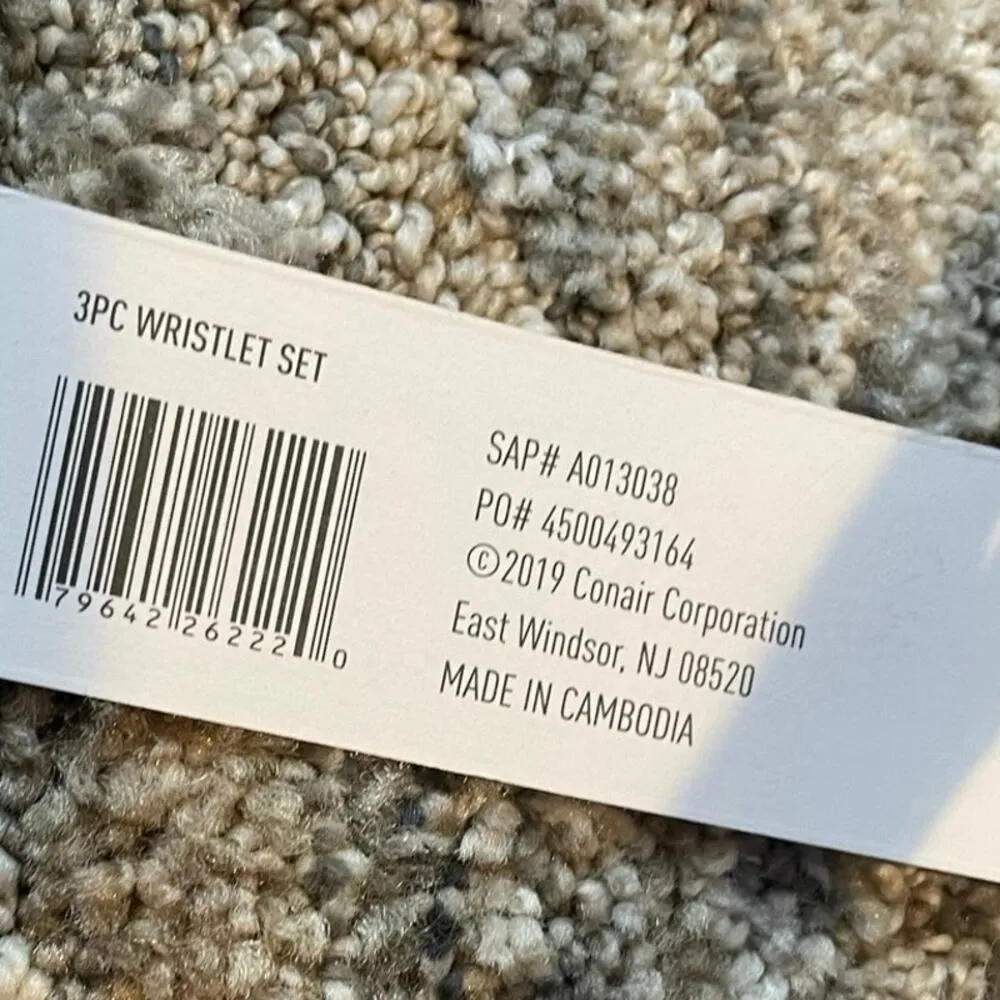 3PC WRISTLET SET
79642 26222 0
SAP# A013038
PO# 4500493164
©2019 Conair Corporation
East Windsor, NJ 08520
MADE IN CAMBODIA